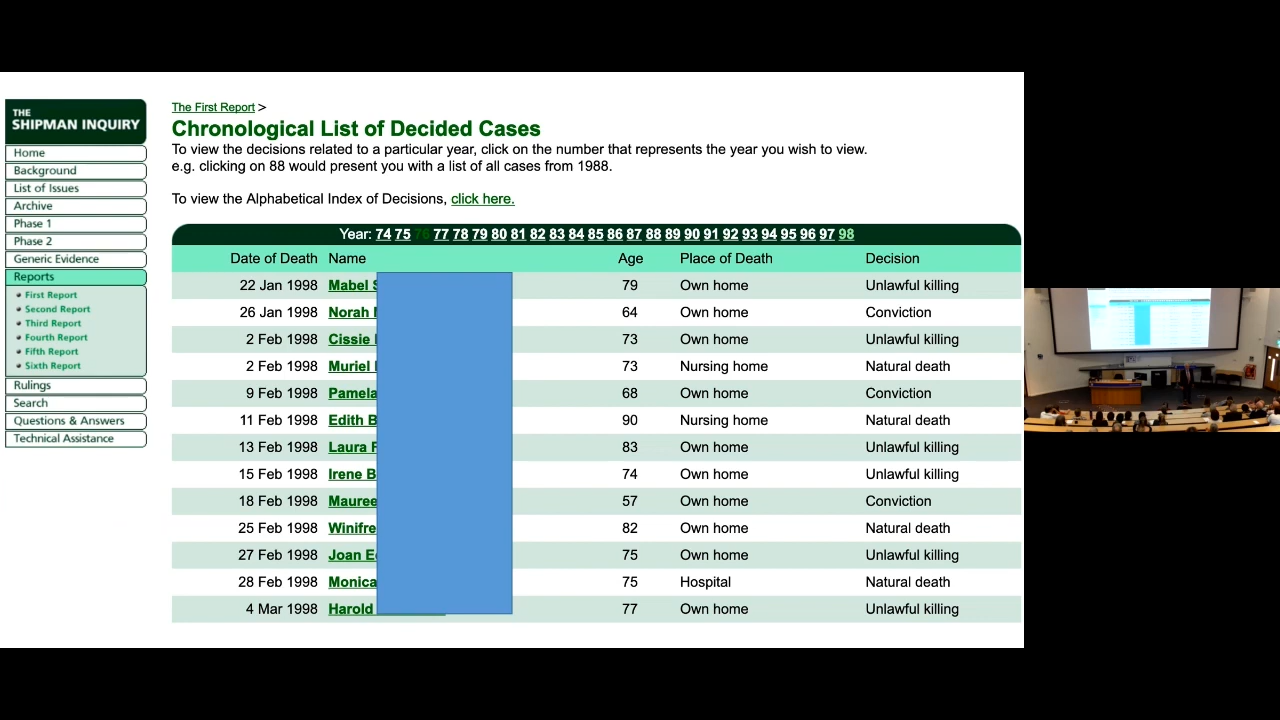 THE
SHIPMAN INQUIRY
Home
Background
List of Issues
Archive
Phase 1
Phase 2
Generic Evidence
Reports
First Report
Second Report
Third Report
Fourth Report
Fifth Report
Sixth Report
Rulings
Search
Questions & Answers
Technical Assistance
The First Report >
Chronological List of Decided Cases
To view the decisions related to a particular year, click on the number that represents the year you wish to view.
e.g. clicking on 88 would present you with a list of all cases from 1988.
To view the Alphabetical Index of Decisions, click here.
Year: 74 75 76 77 78 79 80 81 82 83 84 85 86 87 88 89 90 91 92 93 94 95 96 97 98
Date of Death Name Age Place of Death Decision
22 Jan 1998 Mabel S 79 Own home Unlawful killing
26 Jan 1998 Norah 64 Own home Conviction
2 Feb 1998 Cissie 73 Own home Unlawful killing
2 Feb 1998 Muriel 73 Nursing home Natural death
9 Feb 1998 Pamela 68 Own home Conviction
11 Feb 1998 Edith B 90 Nursing home Natural death
13 Feb 1998 Laura 83 Own home Unlawful killing
15 Feb 1998 Irene B 74 Own home Unlawful killing
18 Feb 1998 Mauree 57 Own home Conviction
25 Feb 1998 Winifre 82 Own home Natural death
27 Feb 1998 Joan E 75 Own home Unlawful killing
28 Feb 1998 Monica 75 Hospital Natural death
4 Mar 1998 Harold 77 Own home Unlawful killing